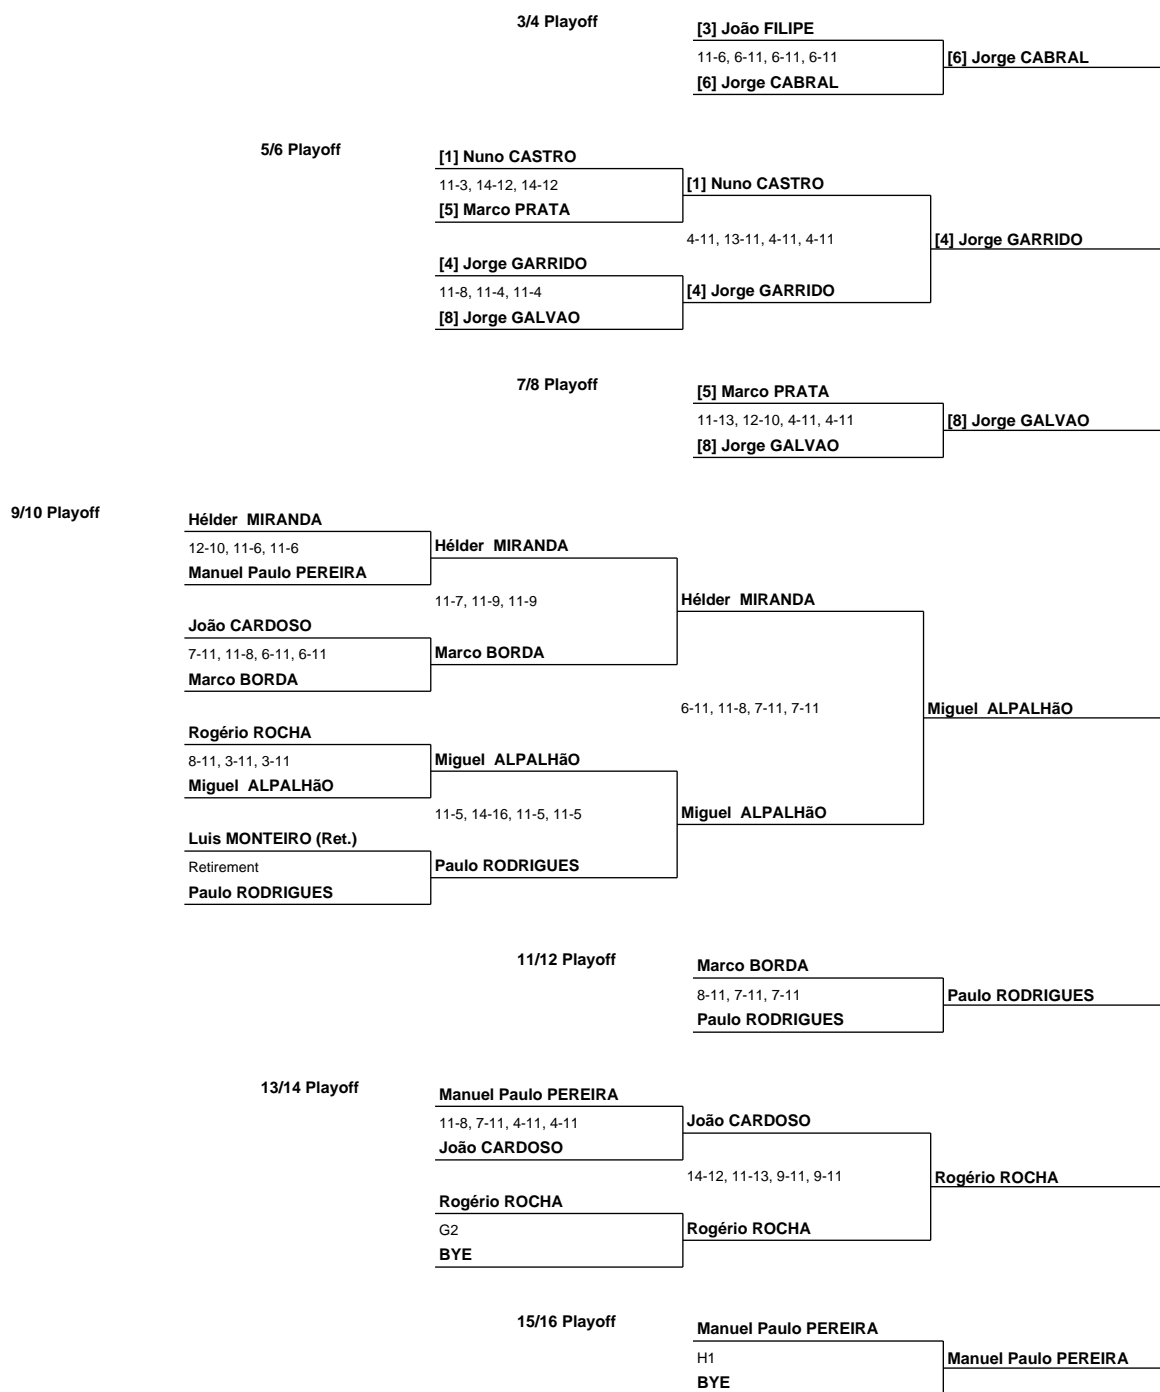 3/4 Playoff
[3] João FILIPE
11-6, 6-11, 6-11, 6-11
[6] Jorge CABRAL
[6] Jorge CABRAL
5/6 Playoff
[1] Nuno CASTRO
11-3, 14-12, 14-12
[1] Nuno CASTRO
[5] Marco PRATA
4-11, 13-11, 4-11, 4-11
[4] Jorge GARRIDO
[4] Jorge GARRIDO
11-8, 11-4, 11-4
[4] Jorge GARRIDO
[8] Jorge GALVAO
7/8 Playoff
[5] Marco PRATA
11-13, 12-10, 4-11, 4-11
[8] Jorge GALVAO
[8] Jorge GALVAO
9/10 Playoff
Hélder  MIRANDA
12-10, 11-6, 11-6
Hélder  MIRANDA
Manuel Paulo PEREIRA
11-7, 11-9, 11-9
Hélder  MIRANDA
João CARDOSO
7-11, 11-8, 6-11, 6-11
Marco BORDA
Marco BORDA
6-11, 11-8, 7-11, 7-11
Miguel  ALPALHãO
Rogério ROCHA
8-11, 3-11, 3-11
Miguel  ALPALHãO
Miguel  ALPALHãO
11-5, 14-16, 11-5, 11-5
Miguel  ALPALHãO
Luis MONTEIRO (Ret.)
Retirement
Paulo RODRIGUES
Paulo RODRIGUES
11/12 Playoff
Marco BORDA
8-11, 7-11, 7-11
Paulo RODRIGUES
Paulo RODRIGUES
13/14 Playoff
Manuel Paulo PEREIRA
11-8, 7-11, 4-11, 4-11
João CARDOSO
João CARDOSO
14-12, 11-13, 9-11, 9-11
Rogério ROCHA
Rogério ROCHA
G2
Rogério ROCHA
BYE
15/16 Playoff
Manuel Paulo PEREIRA
H1
Manuel Paulo PEREIRA
BYE